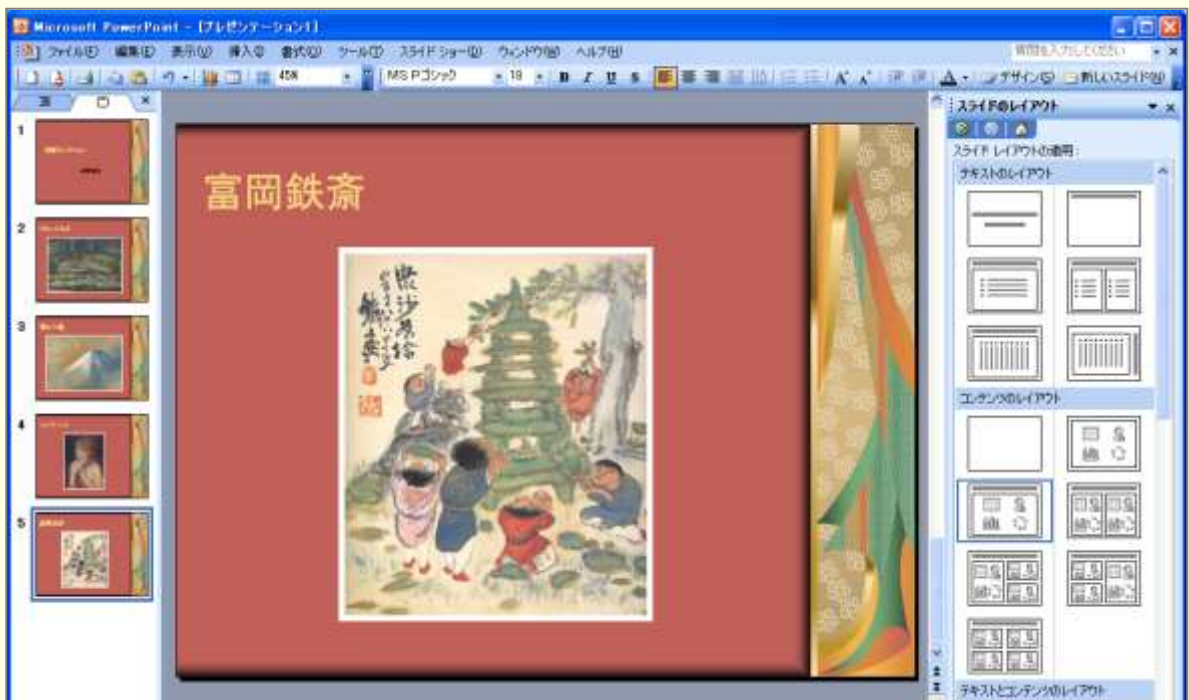 Microsoft PowerPoint - [プレゼンテーション1]
ファイル(F) 編集(E) 表示(V) 挿入(I) 書式(O) ツール(T) スライド ショー(D) ウィンドウ(W) ヘルプ(H) 質問を入力してください
45% MS Pゴシック 18 B I U S A A A デザイン(S) 新しいスライド(N)
スライドのレイアウト
スライド レイアウトの適用:
テキストのレイアウト
コンテンツのレイアウト
テキストとコンテンツのレイアウト
1
2
3
4
5
富岡鉄斎